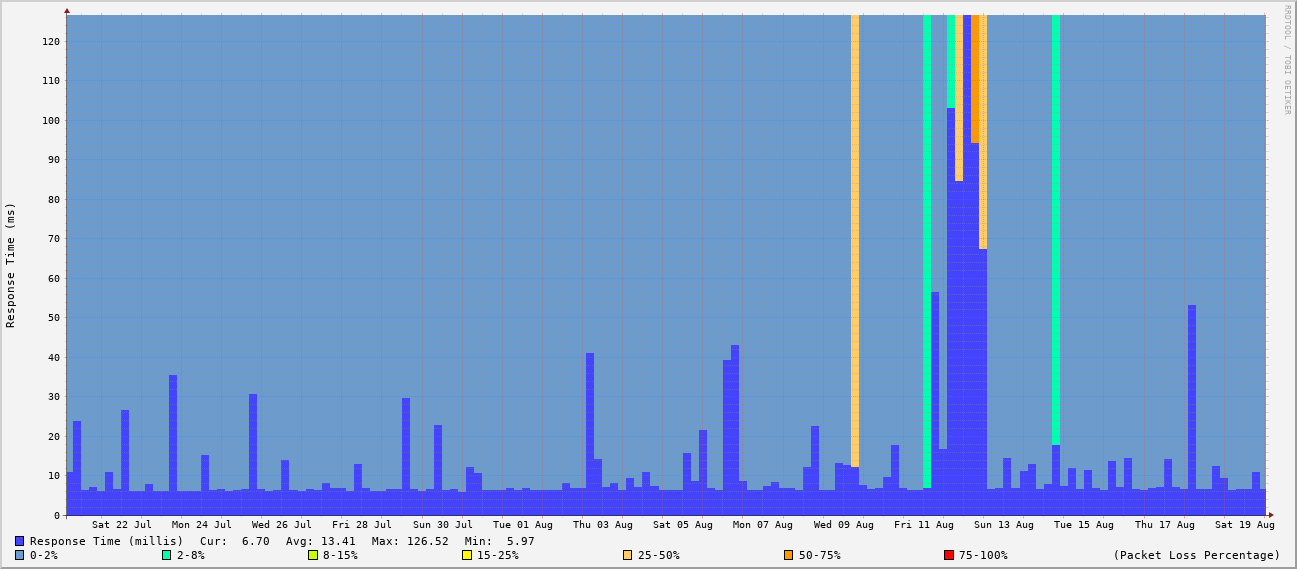 RRDTOOL / TOBI OETIKER
Response Time (ms)
120
110
100
90
80
70
60
50
40
30
20
10
0
Sat 22 Jul Mon 24 Jul Wed 26 Jul Fri 28 Jul Sun 30 Jul Tue 01 Aug Thu 03 Aug Sat 05 Aug Mon 07 Aug Wed 09 Aug Fri 11 Aug Sun 13 Aug Tue 15 Aug Thu 17 Aug Sat 19 Aug
Response Time (millis) Cur: 6.70 Avg: 13.41 Max: 126.52 Min: 5.97
0-2% 2-8% 8-15% 15-25% 25-50% 50-75% 75-100% (Packet Loss Percentage)